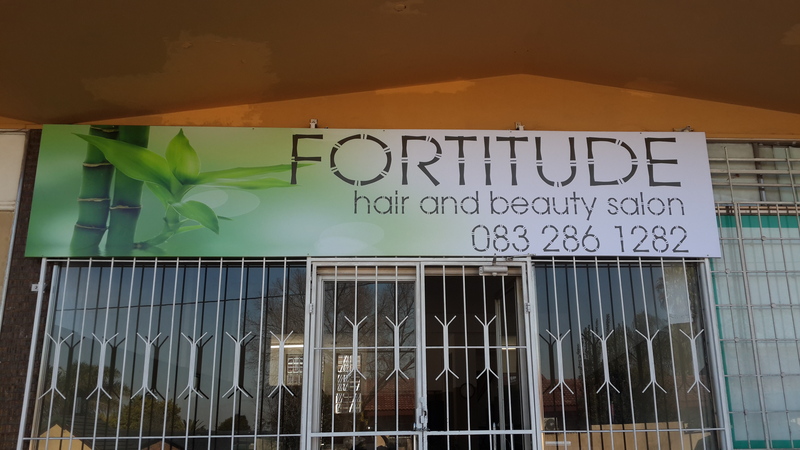 FORTITUDE
hair and beauty salon
083 286 1282